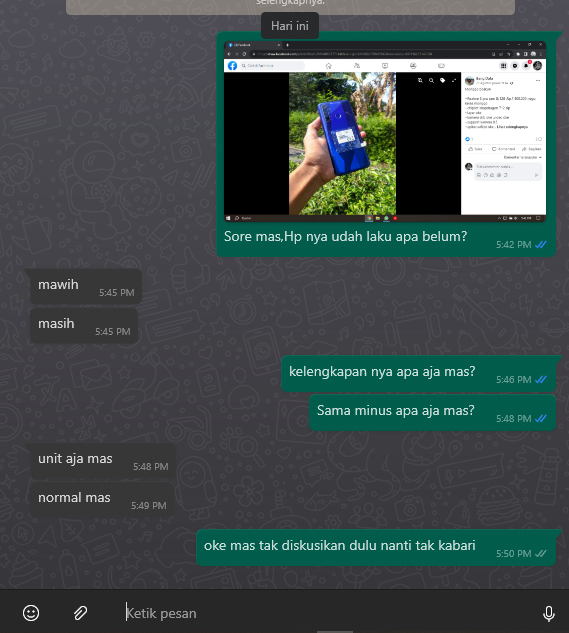 selengkapnya.
Hari ini
Sore mas,Hp nya udah laku apa belum?
5:42 PM
mawih
5:45 PM
masih
5:45 PM
kelengkapan nya apa aja mas?
5:46 PM
Sama minus apa aja mas?
5:48 PM
unit aja mas
5:48 PM
normal mas
5:49 PM
oke mas tak diskusikan dulu nanti tak kabari
5:50 PM
Ketik pesan